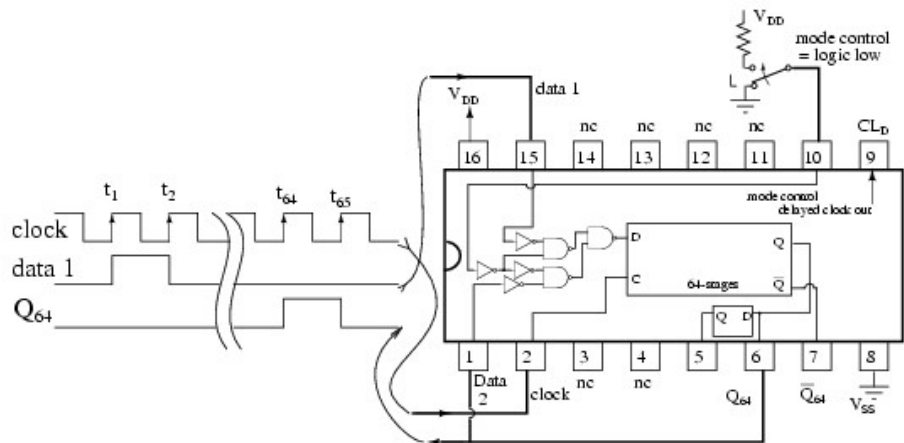 V_DD
mode control
= logic low
L
data 1
V_DD
nc
nc
nc
nc
CL_D
16
15
14
13
12
11
10
9
t_1
t_2
t_64
t_65
mode control
delayed clock out
clock
data 1
Q_64
D
Q
C
Q̅
64-stages
Q
D
1
2
3
4
5
6
7
8
Data
2
clock
nc
nc
Q_64
Q̅_64
V_SS